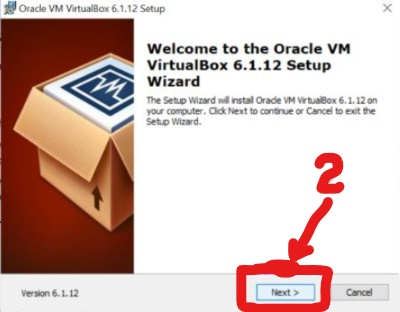 Oracle VM VirtualBox 6.1.12 Setup
Welcome to the Oracle VM
VirtualBox 6.1.12 Setup
Wizard
The Setup Wizard will install Oracle VM VirtualBox 6.1.12 on
your computer. Click Next to continue or Cancel to exit the
Setup Wizard.
2
Version 6.1.12
Next >
Cancel